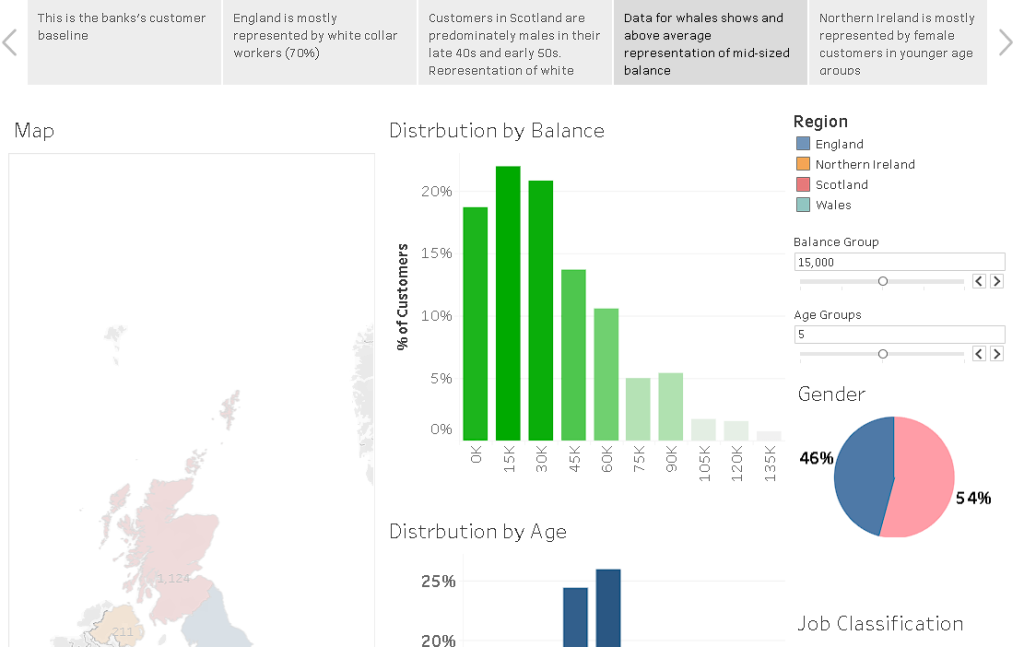 This is the banks's customer
baseline
England is mostly
represented by white collar
workers (70%)
Customers in Scotland are
predominately males in their
late 40s and early 50s.
Representation of white
Data for whales shows and
above average
representation of mid-sized
balance
Northern Ireland is mostly
represented by female
customers in younger age
groups
Map
1,124
211
Distrbution by Balance
% of Customers
20%
15%
10%
5%
0%
0K
15K
30K
45K
60K
75K
90K
105K
120K
135K
Distrbution by Age
25%
20%
Region
England
Northern Ireland
Scotland
Wales
Balance Group
15,000
Age Groups
5
Gender
46%
54%
Job Classification